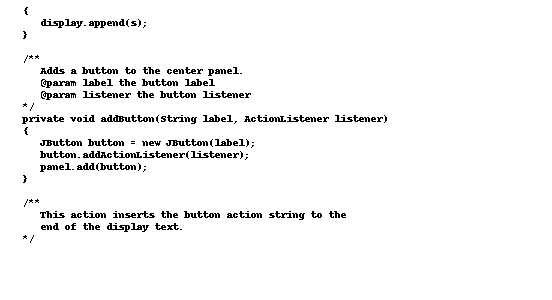 {
display.append(s);
}
/**
Adds a button to the center panel.
@param label the button label
@param listener the button listener
*/
private void addButton(String label, ActionListener listener)
{
JButton button = new JButton(label);
button.addActionListener(listener);
panel.add(button);
}
/**
This action inserts the button action string to the
end of the display text.
*/